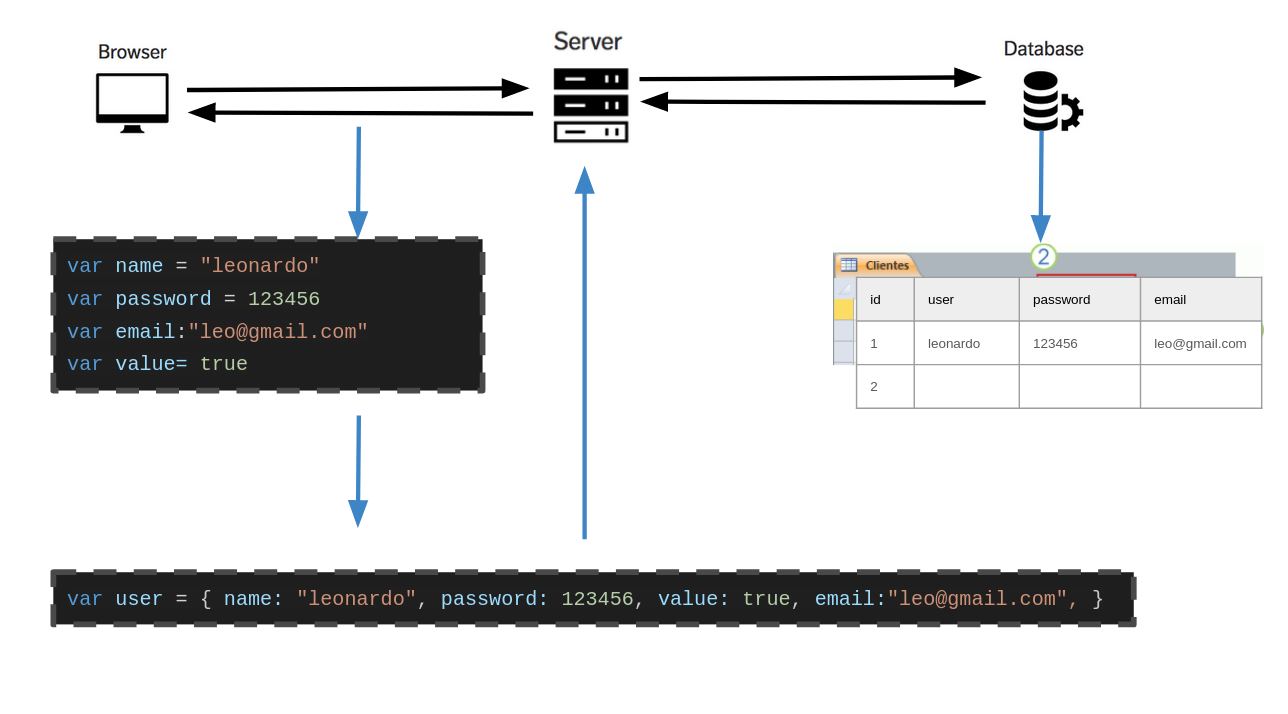 Browser
Server
Database
var name = "leonardo"
var password = 123456
var email:"leo@gmail.com"
var value= true
2
Clientes
id user password email
1 leonardo 123456 leo@gmail.com
2
var user = { name: "leonardo", password: 123456, value: true, email:"leo@gmail.com", }